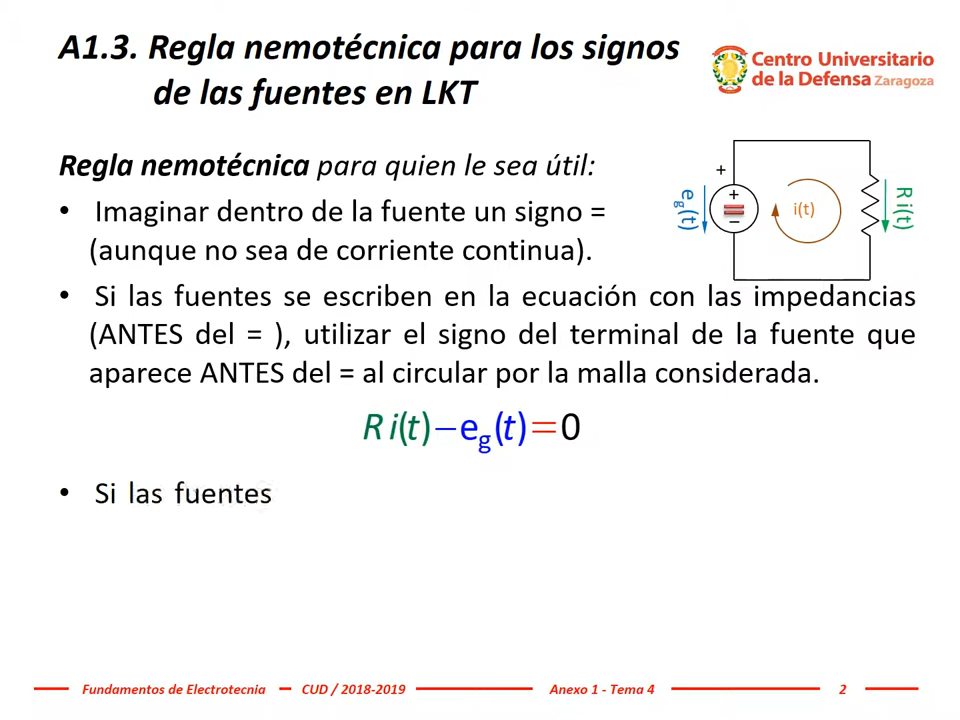 A1.3. Regla nemotécnica para los signos
de las fuentes en LKT
Centro Universitario
de la Defensa Zaragoza
Regla nemotécnica para quien le sea útil:
• Imaginar dentro de la fuente un signo =
(aunque no sea de corriente continua).
+
+
=
−
eg(t)
i(t)
R i(t)
• Si las fuentes se escriben en la ecuación con las impedancias
(ANTES del = ), utilizar el signo del terminal de la fuente que
aparece ANTES del = al circular por la malla considerada.
R i(t)−eg(t)=0
• Si las fuentes
Fundamentos de Electrotecnia CUD / 2018-2019 Anexo 1 - Tema 4 2